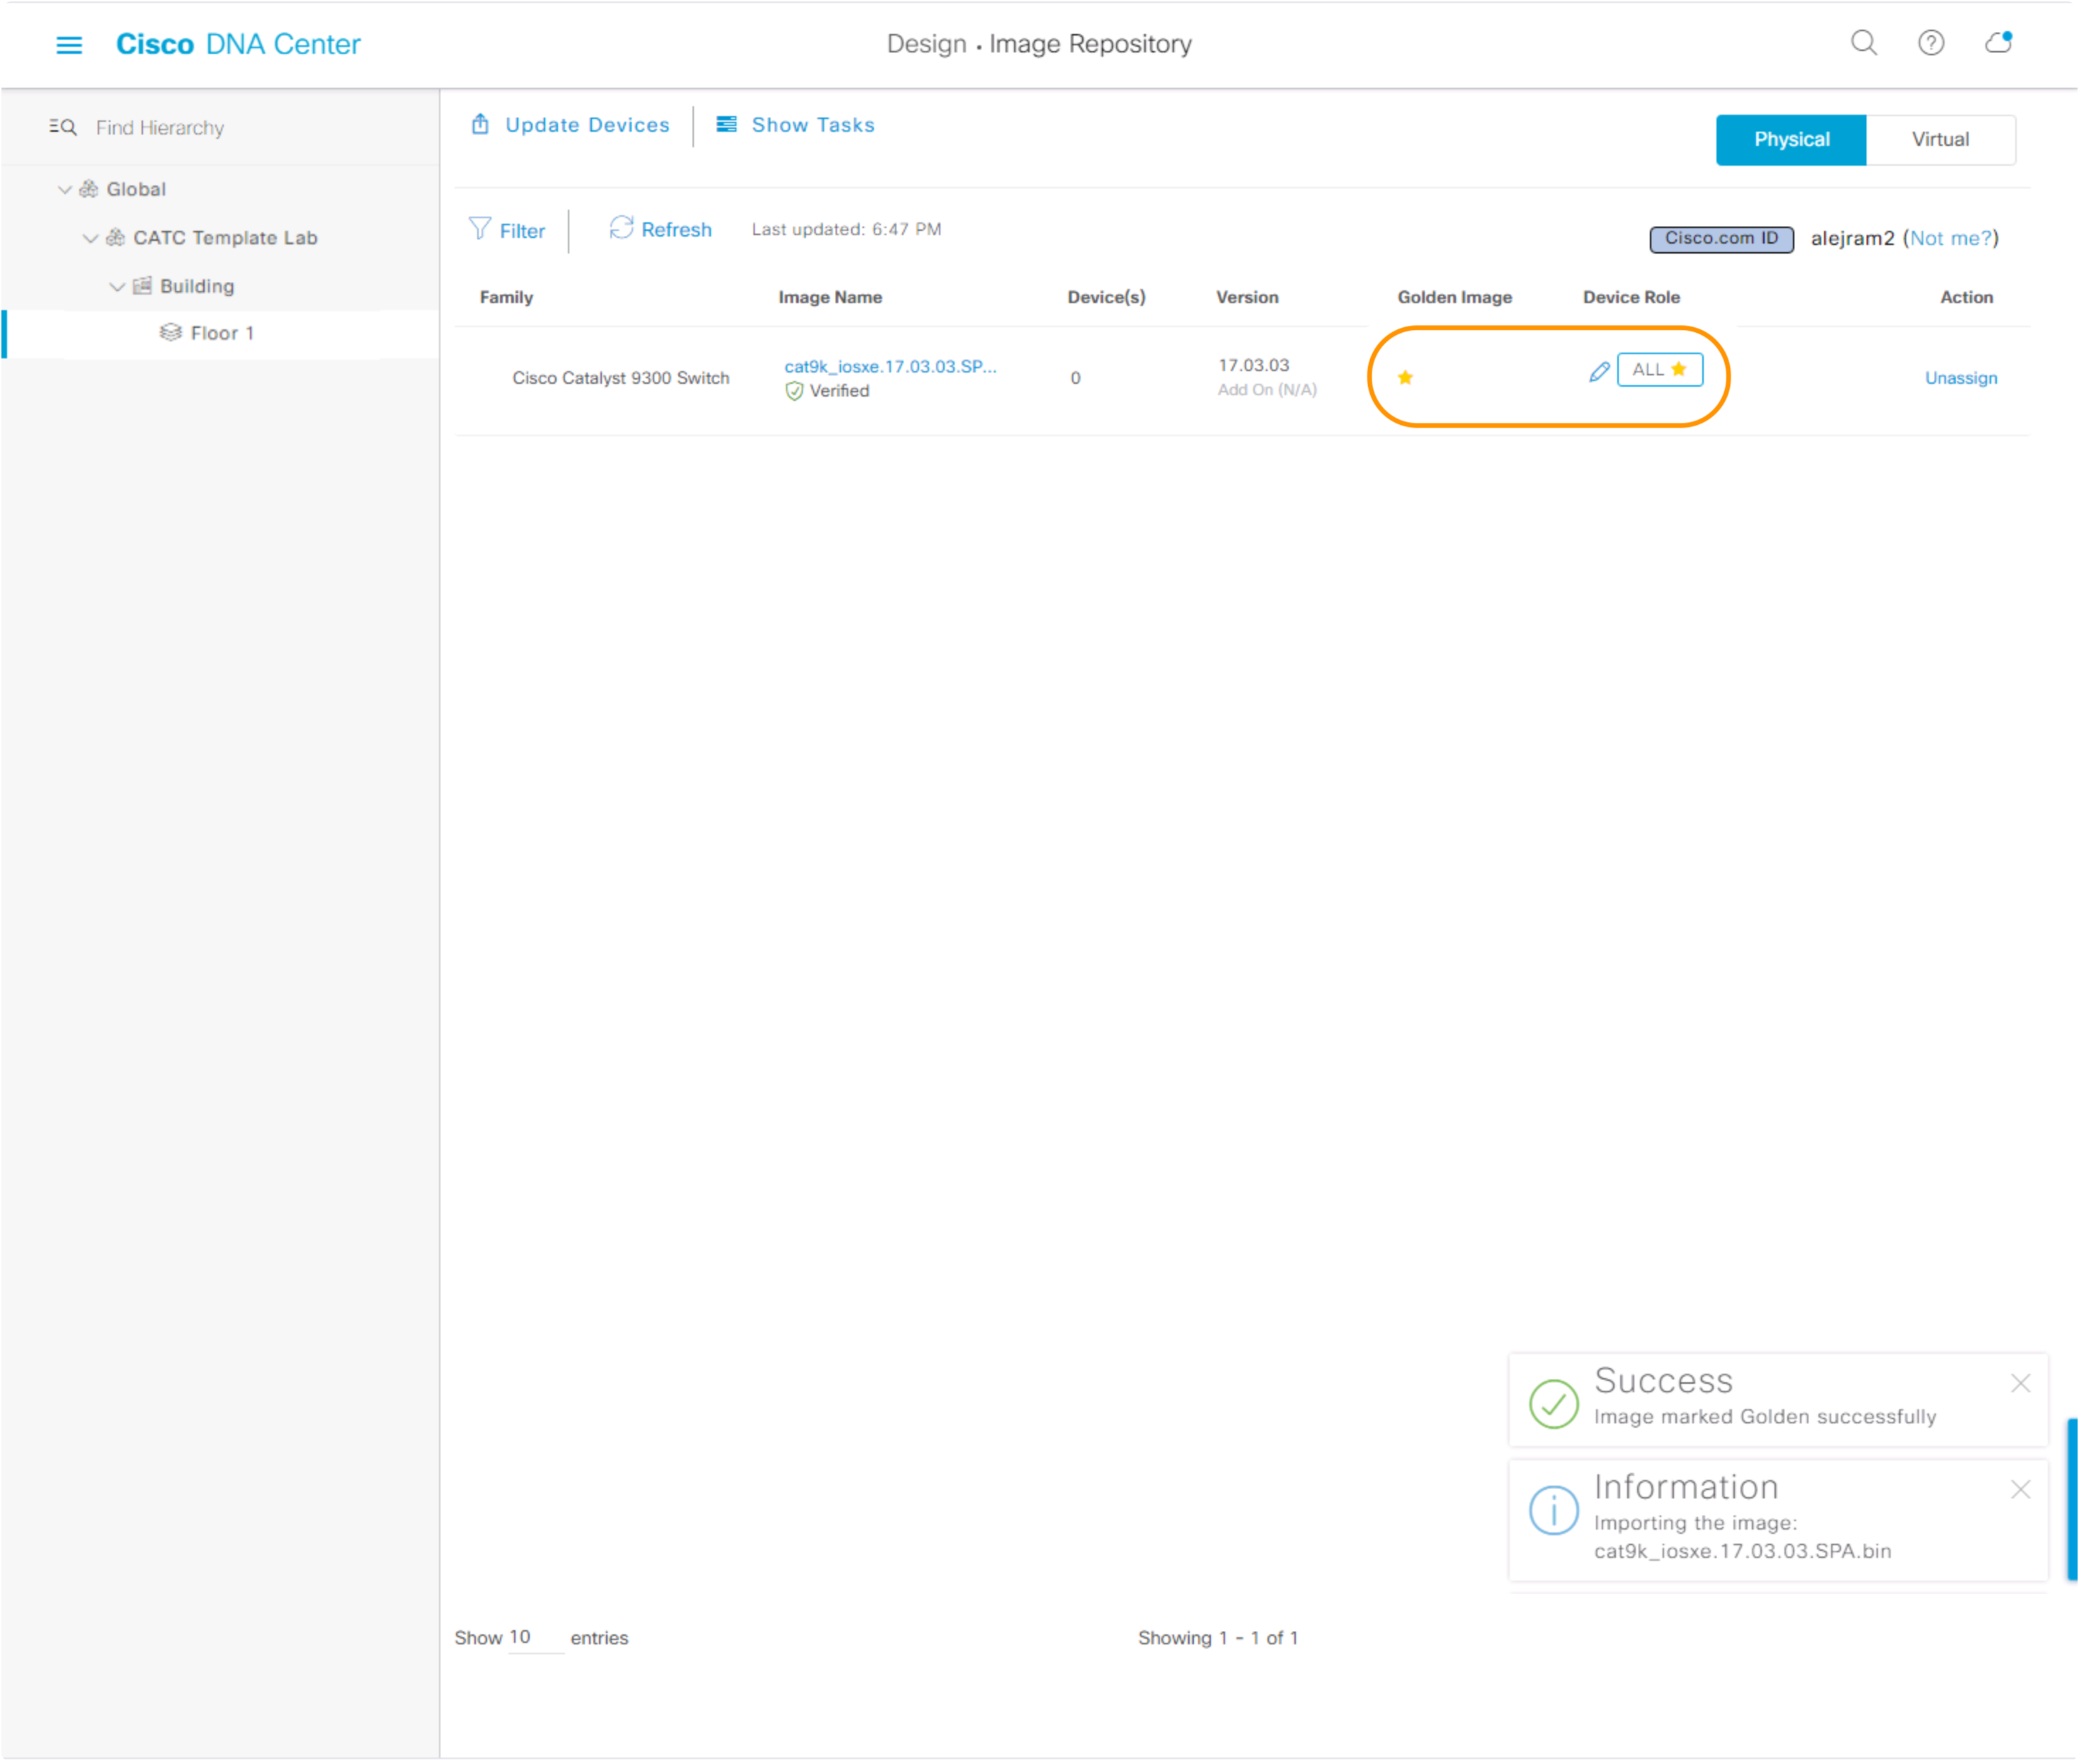 Cisco DNA Center
Design • Image Repository
Find Hierarchy
Global
CATC Template Lab
Building
Floor 1
Update Devices
Show Tasks
Physical
Virtual
Filter
Refresh
Last updated: 6:47 PM
Cisco.com ID
alejram2 (Not me?)
Family Image Name Device(s) Version Golden Image Device Role Action
Cisco Catalyst 9300 Switch
cat9k_iosxe.17.03.03.SP...
Verified
0
17.03.03
Add On (N/A)
ALL
Unassign
Success
Image marked Golden successfully
Information
Importing the image:
cat9k_iosxe.17.03.03.SPA.bin
Show 10 entries
Showing 1 - 1 of 1